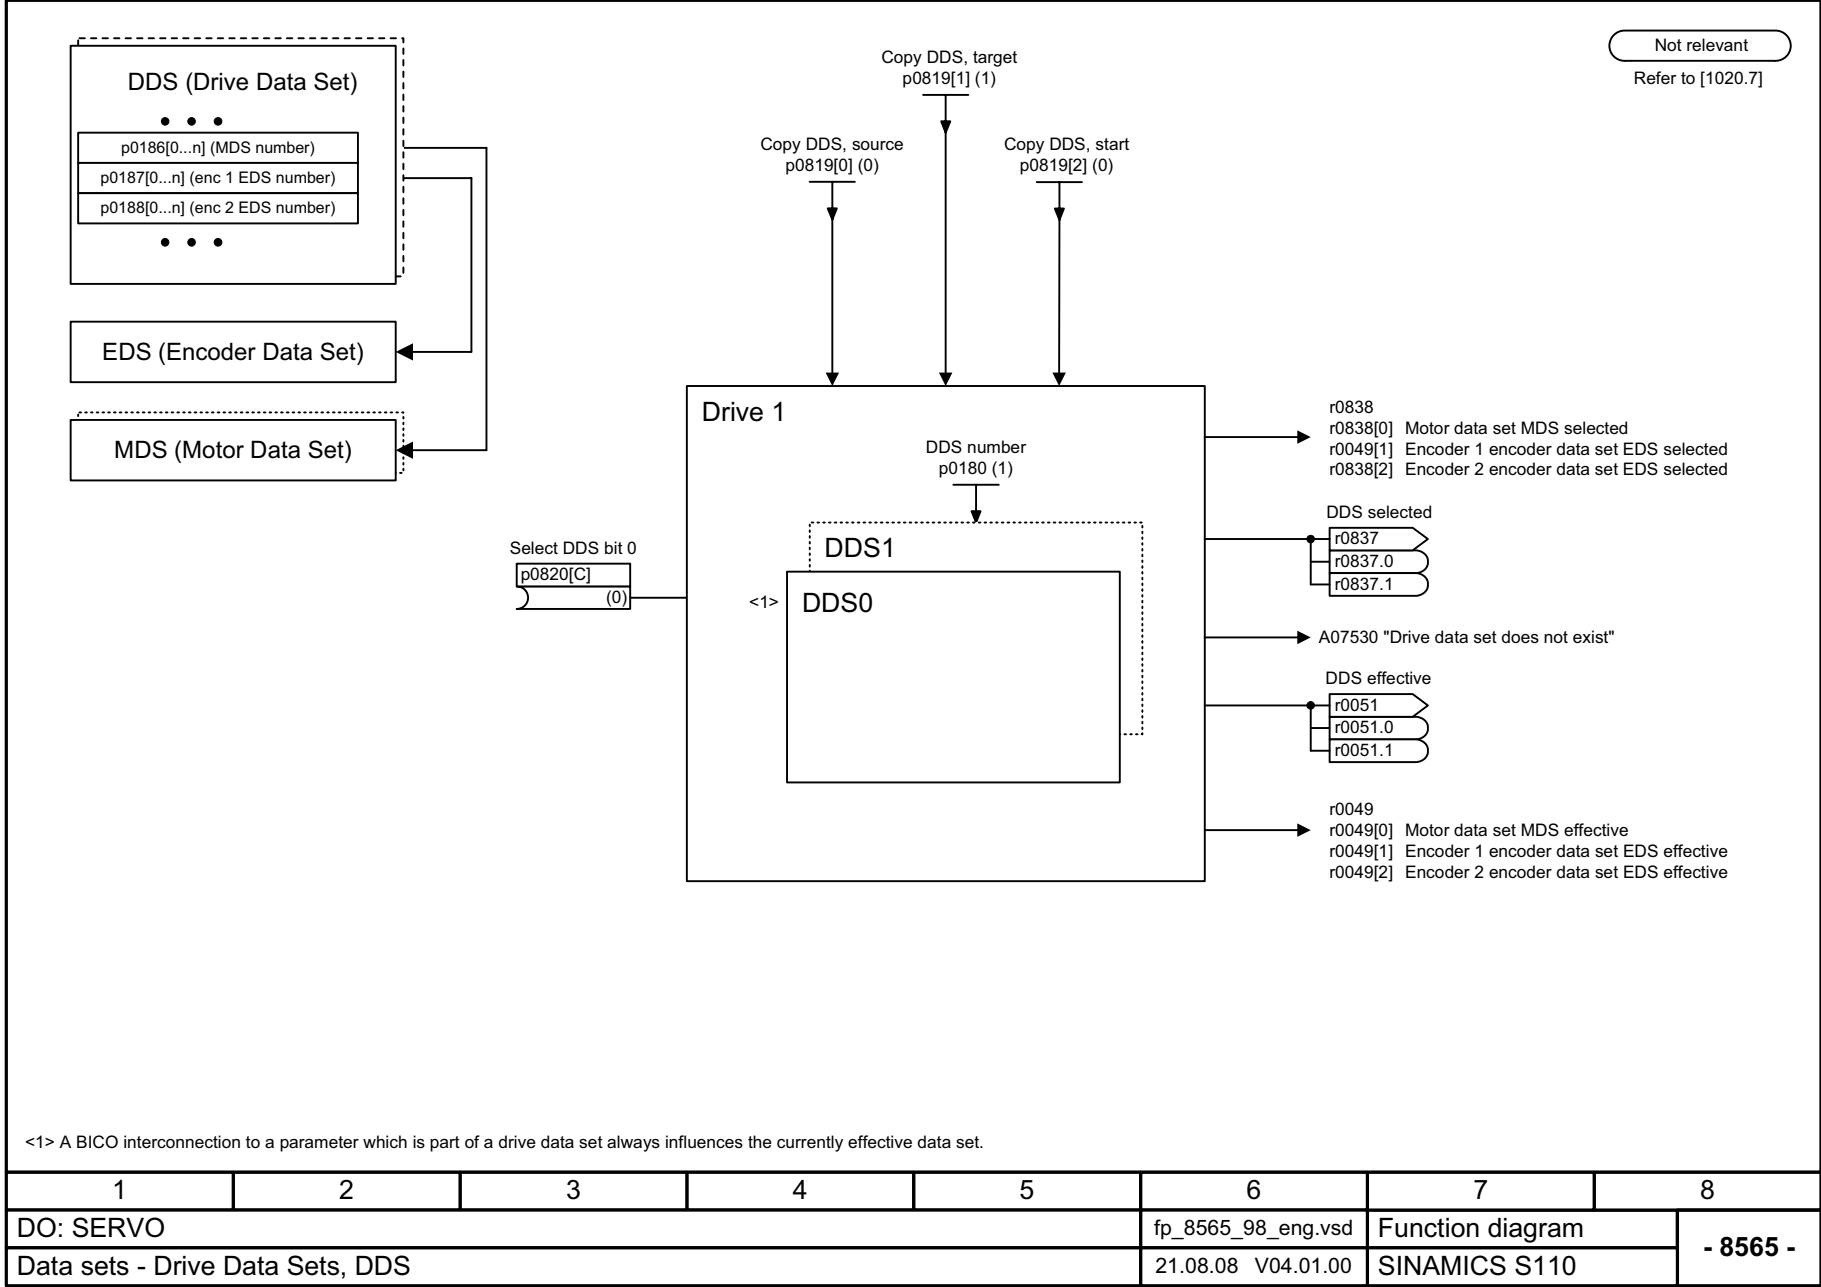 DDS (Drive Data Set)
p0186[0...n] (MDS number)
p0187[0...n] (enc 1 EDS number)
p0188[0...n] (enc 2 EDS number)
EDS (Encoder Data Set)
MDS (Motor Data Set)
Copy DDS, target
p0819[1] (1)
Copy DDS, source
p0819[0] (0)
Copy DDS, start
p0819[2] (0)
Not relevant
Refer to [1020.7]
Drive 1
DDS number
p0180 (1)
DDS1
<1>
DDS0
Select DDS bit 0
p0820[C]
(0)
r0838
r0838[0] Motor data set MDS selected
r0049[1] Encoder 1 encoder data set EDS selected
r0838[2] Encoder 2 encoder data set EDS selected
DDS selected
r0837
r0837.0
r0837.1
A07530 "Drive data set does not exist"
DDS effective
r0051
r0051.0
r0051.1
r0049
r0049[0] Motor data set MDS effective
r0049[1] Encoder 1 encoder data set EDS effective
r0049[2] Encoder 2 encoder data set EDS effective
<1> A BICO interconnection to a parameter which is part of a drive data set always influences the currently effective data set.
1 2 3 4 5 6 7 8
DO: SERVO
fp_8565_98_eng.vsd
Function diagram
- 8565 -
Data sets - Drive Data Sets, DDS
21.08.08 V04.01.00
SINAMICS S110